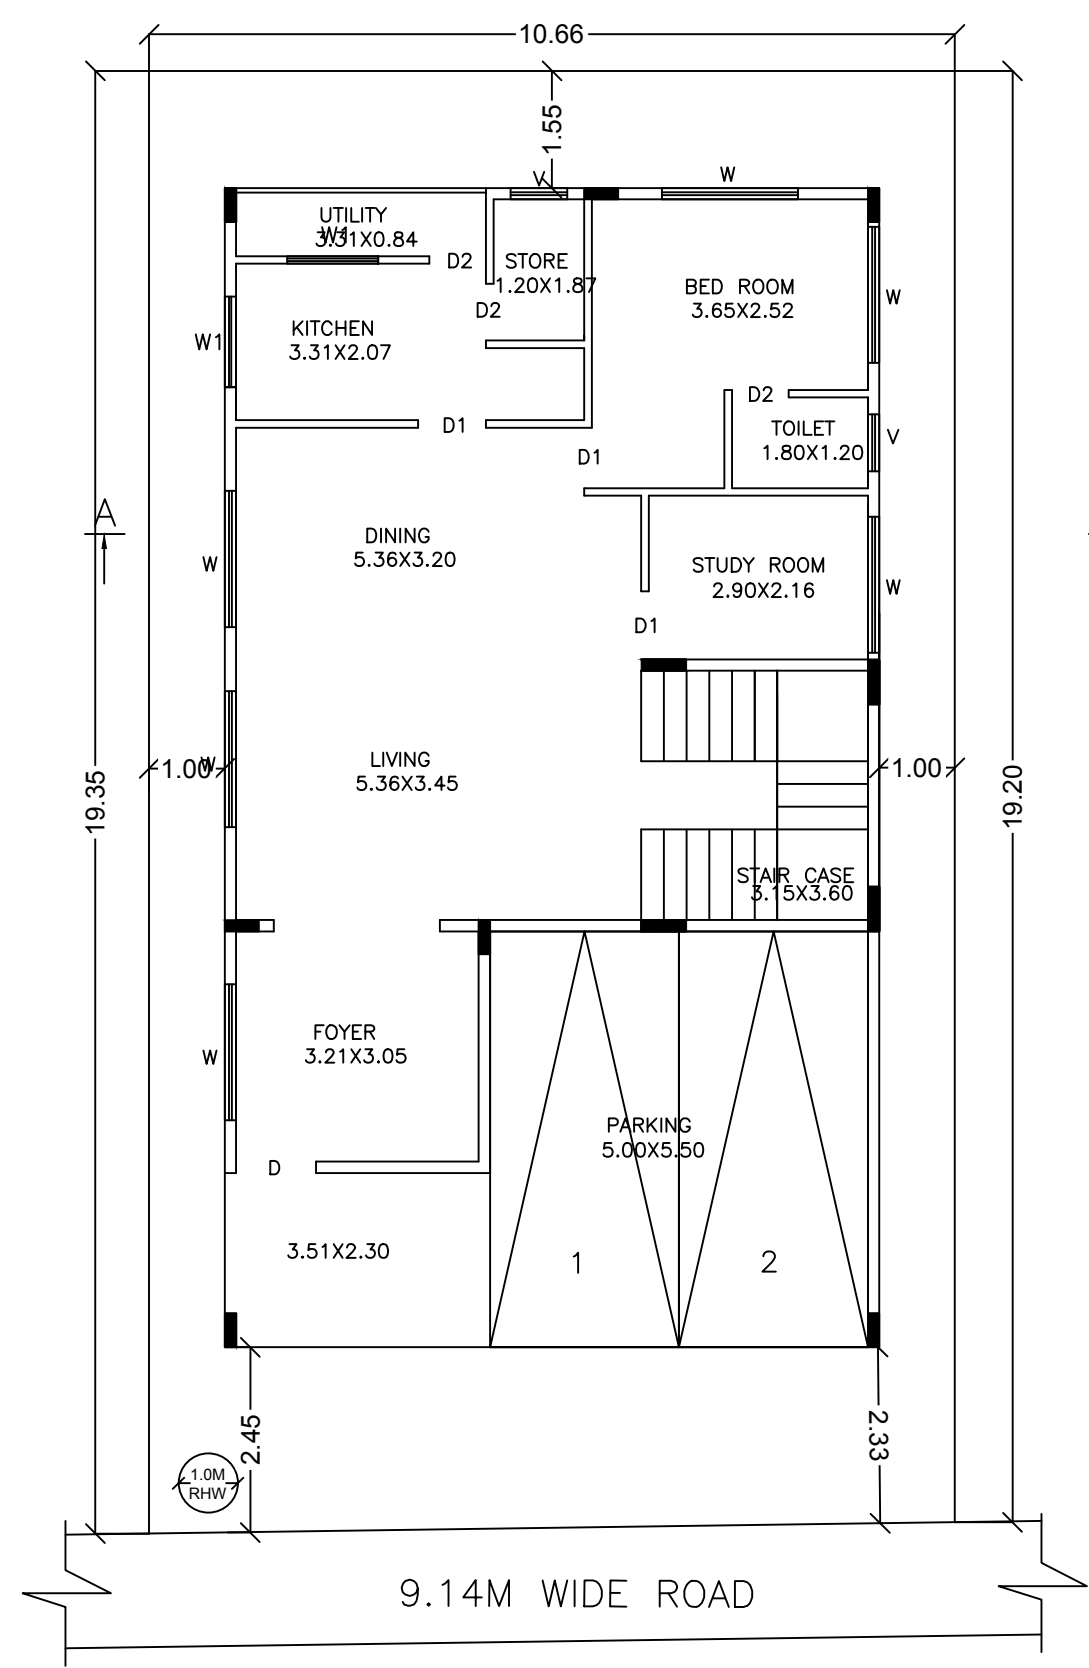 10.66
1.55
V
W
UTILITY
3.31X0.84
W1
D2
STORE
1.20X1.87
BED ROOM
3.65X2.52
W
D2
KITCHEN
3.31X2.07
W1
D2
D1
TOILET
1.80X1.20
V
D1
A
DINING
5.36X3.20
W
STUDY ROOM
2.90X2.16
W
D1
LIVING
5.36X3.45
W
1.00
1.00
19.35
19.20
STAIR CASE
3.15X3.60
FOYER
3.21X3.05
W
PARKING
5.00X5.50
D
3.51X2.30
1
2
2.45
2.33
1.0M
RHW
9.14M WIDE ROAD